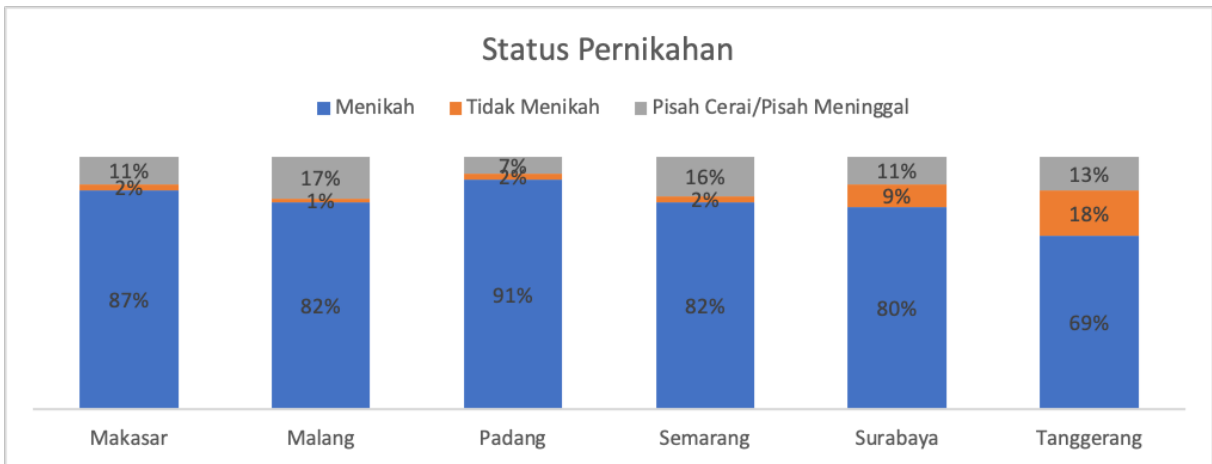 Status Pernikahan
Menikah Tidak Menikah Pisah Cerai/Pisah Meninggal
11% 17% 7% 16% 11% 13%
2% 1% 2% 2% 9% 18%
87% 82% 91% 82% 80% 69%
Makasar Malang Padang Semarang Surabaya Tanggerang